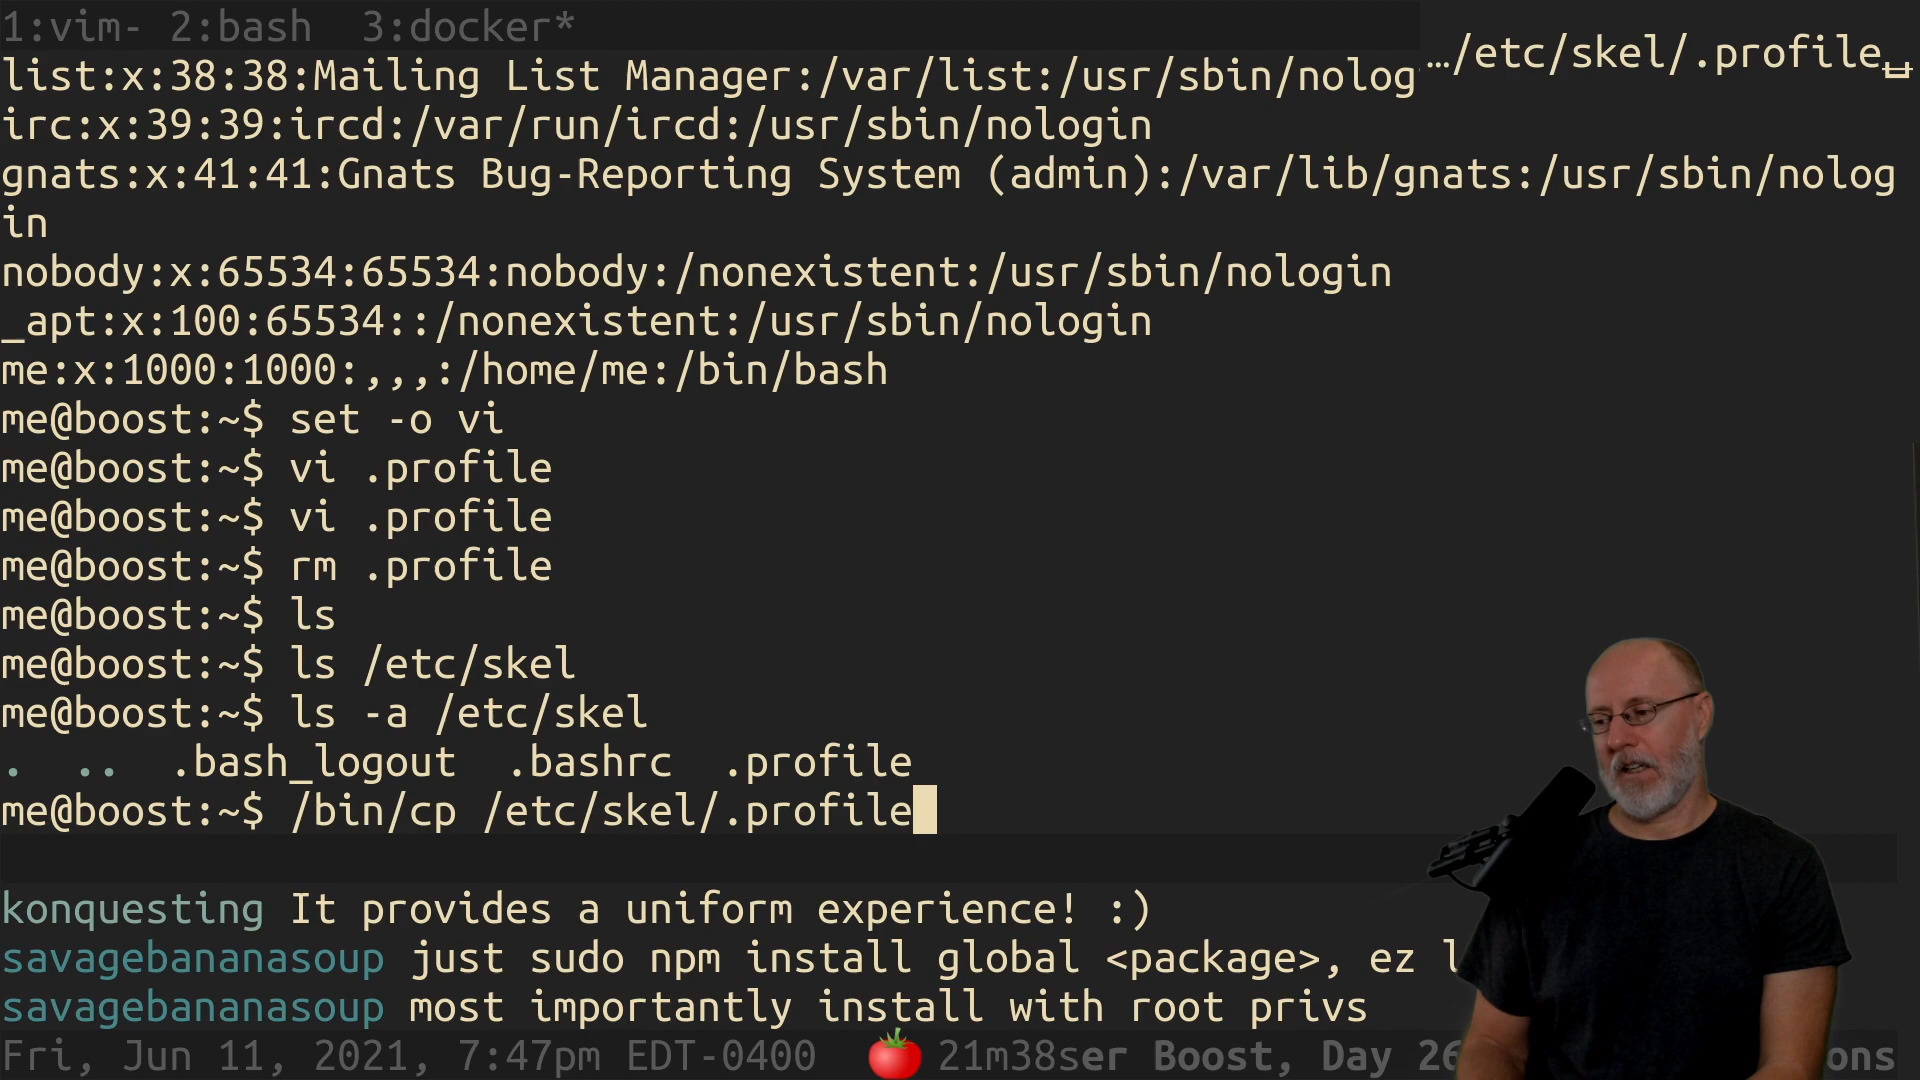 1:vim- 2:bash  3:docker*
…/etc/skel/.profile␣
list:x:38:38:Mailing List Manager:/var/list:/usr/sbin/nolog
irc:x:39:39:ircd:/var/run/ircd:/usr/sbin/nologin
gnats:x:41:41:Gnats Bug-Reporting System (admin):/var/lib/gnats:/usr/sbin/nolog
in
nobody:x:65534:65534:nobody:/nonexistent:/usr/sbin/nologin
_apt:x:100:65534::/nonexistent:/usr/sbin/nologin
me:x:1000:1000:,,,:/home/me:/bin/bash
me@boost:~$ set -o vi
me@boost:~$ vi .profile
me@boost:~$ vi .profile
me@boost:~$ rm .profile
me@boost:~$ ls
me@boost:~$ ls /etc/skel
me@boost:~$ ls -a /etc/skel
.  ..  .bash_logout  .bashrc  .profile
me@boost:~$ /bin/cp /etc/skel/.profile
konquesting It provides a uniform experience! :)
savagebananasoup just sudo npm install global <package>, ez l
savagebananasoup most importantly install with root privs
Fri, Jun 11, 2021, 7:47pm EDT-0400 🍅 21m38ser Boost, Day 26 ons